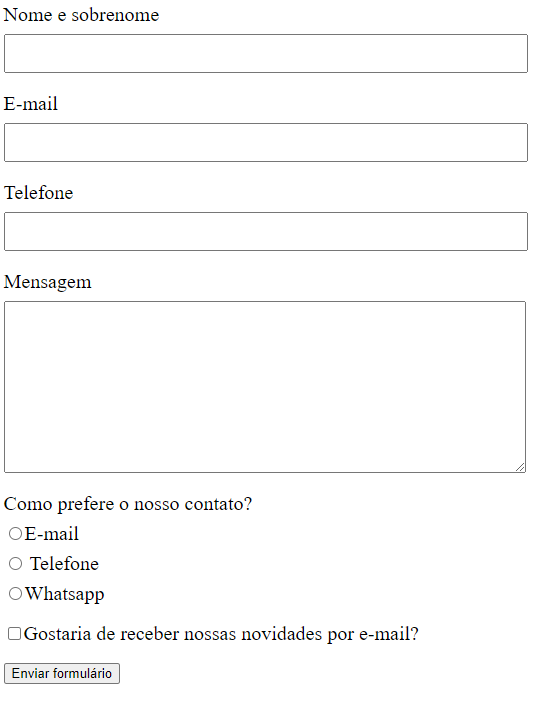 Nome e sobrenome
E-mail
Telefone
Mensagem
Como prefere o nosso contato?
E-mail
Telefone
Whatsapp
Gostaria de receber nossas novidades por e-mail?
Enviar formulário